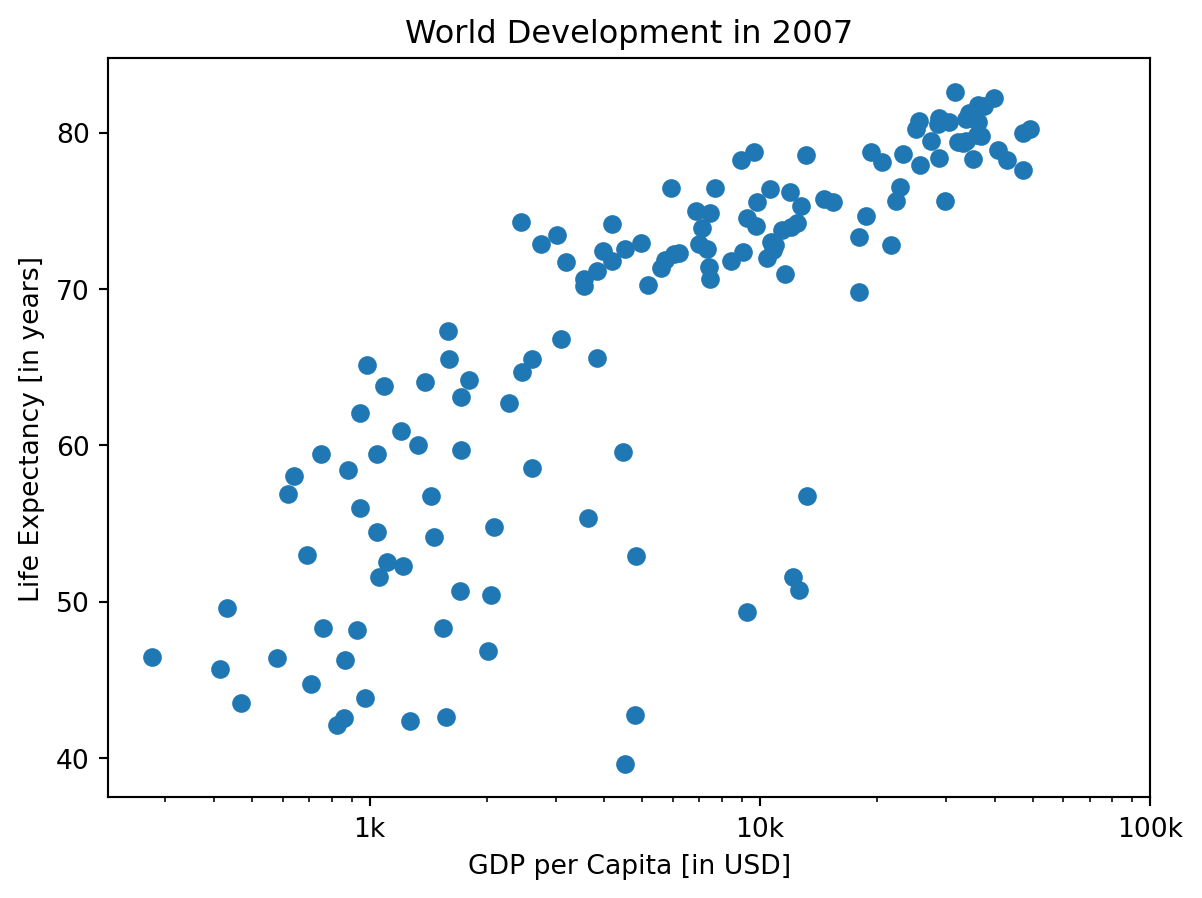 World Development in 2007
Life Expectancy [in years]
80
70
60
50
40
1k
10k
100k
GDP per Capita [in USD]